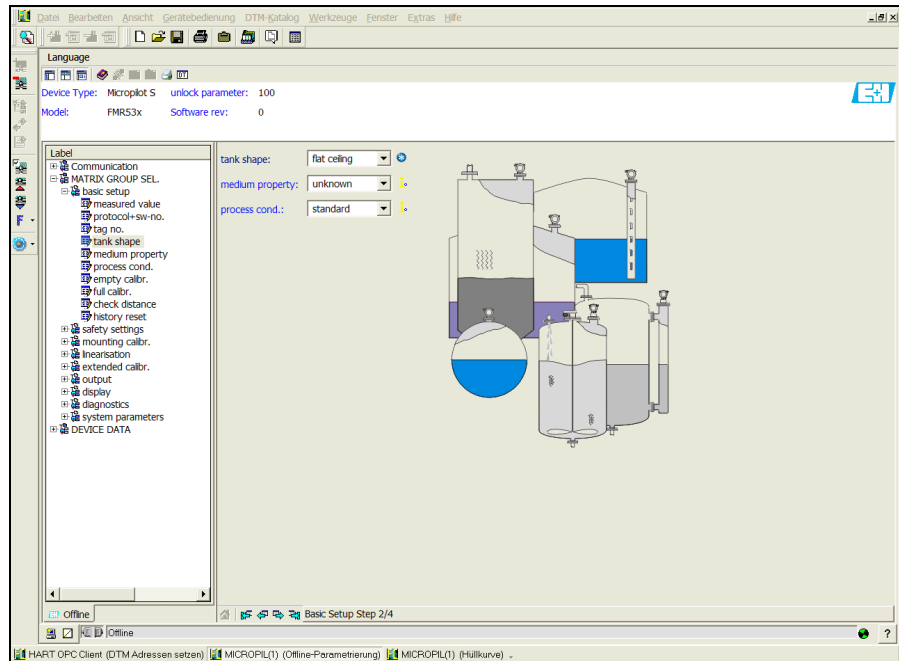 Datei Bearbeiten Ansicht Gerätebedienung DTM-Katalog Werkzeuge Fenster Extras Hilfe
Language
Device Type: Micropilot S unlock parameter: 100
Model: FMR53x Software rev: 0
E+H
Label
Communication
MATRIX GROUP SEL.
basic setup
measured value
protocol+sw-no.
tag no.
tank shape
medium property
process cond.
empty calibr.
full calibr.
check distance
history reset
safety settings
mounting calibr.
linearisation
extended calibr.
output
display
diagnostics
system parameters
DEVICE DATA
tank shape: flat ceiling
medium property: unknown
process cond.: standard
F
Offline
Basic Setup Step 2/4
Offline
?
HART OPC Client (DTM Adressen setzen) MICROPIL(1) (Offline-Parametrierung) MICROPIL(1) (Hüllkurve)